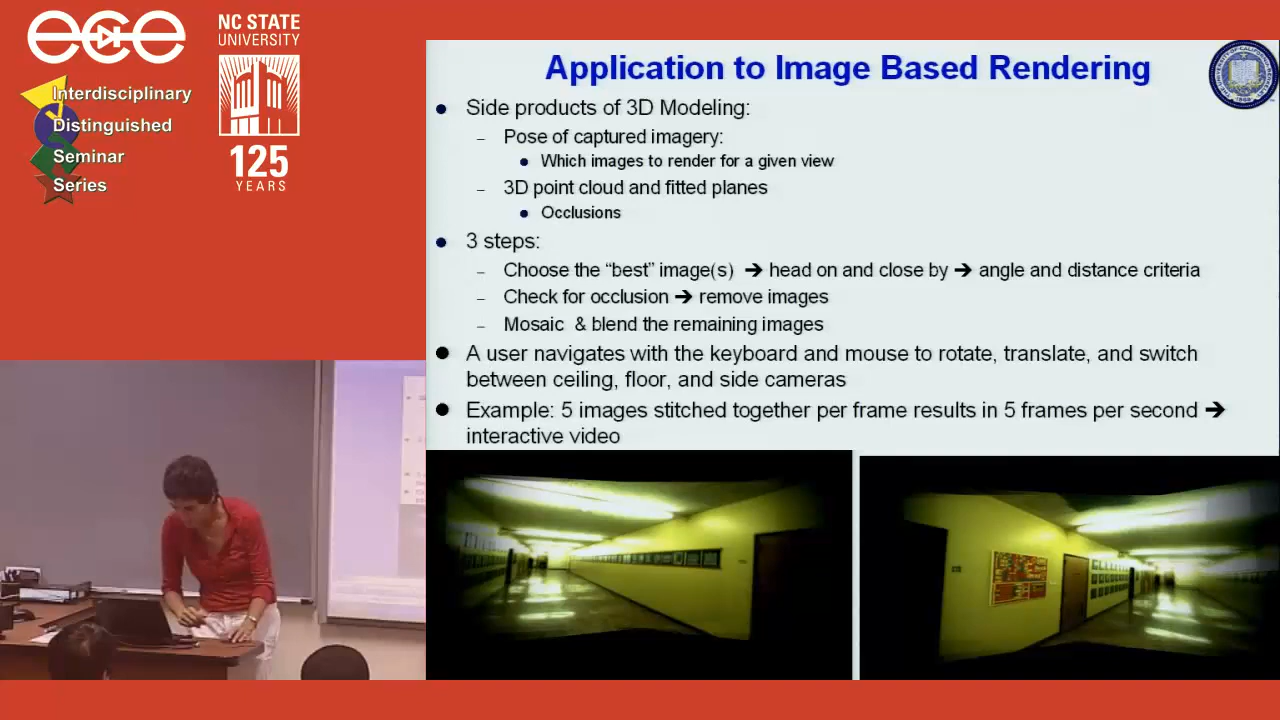 ece
NC STATE
UNIVERSITY
125
YEARS
Interdisciplinary
Distinguished
Seminar
Series
Application to Image Based Rendering
Side products of 3D Modeling:
– Pose of captured imagery:
Which images to render for a given view
– 3D point cloud and fitted planes
Occlusions
3 steps:
– Choose the “best” image(s) ➔ head on and close by ➔ angle and distance criteria
– Check for occlusion ➔ remove images
– Mosaic & blend the remaining images
A user navigates with the keyboard and mouse to rotate, translate, and switch
between ceiling, floor, and side cameras
Example: 5 images stitched together per frame results in 5 frames per second ➔
interactive video